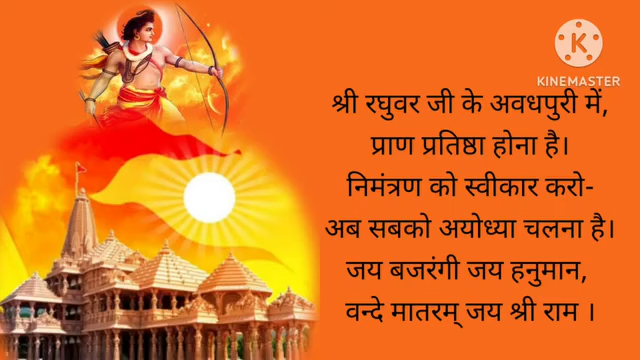 KINEMASTER
श्री रघुवर जी के अवधपुरी में,
प्राण प्रतिष्ठा होना है।
निमंत्रण को स्वीकार करो-
अब सबको अयोध्या चलना है।
जय बजरंगी जय हनुमान,
वन्दे मातरम् जय श्री राम ।